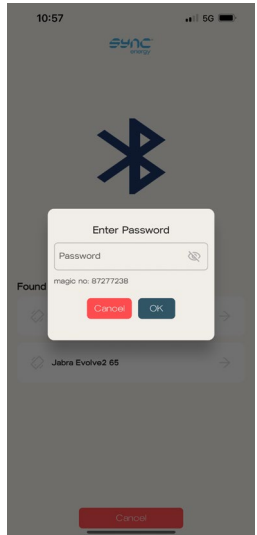 10:57
5G
sync
energy
Enter Password
Password
magic no: 87277238
Cancel
OK
Found
Jabra Evolve2 65
Cancel